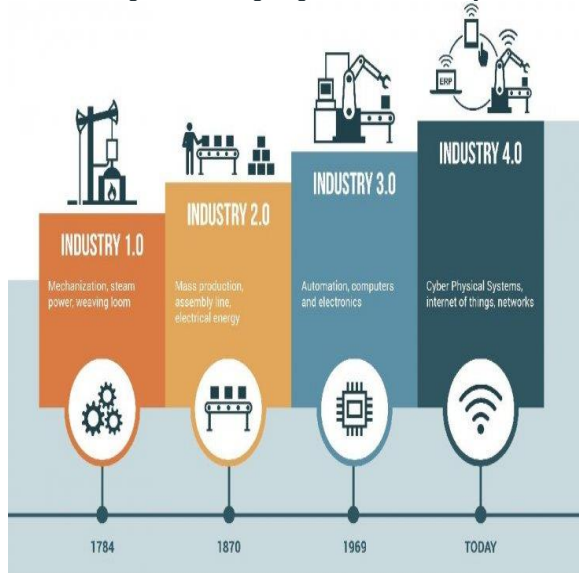 ERP
INDUSTRY 1.0
Mechanization, steam
power, weaving loom
INDUSTRY 2.0
Mass production,
assembly line,
electrical energy
INDUSTRY 3.0
Automation, computers
and electronics
INDUSTRY 4.0
Cyber Physical Systems,
internet of things, networks
1784
1870
1969
TODAY